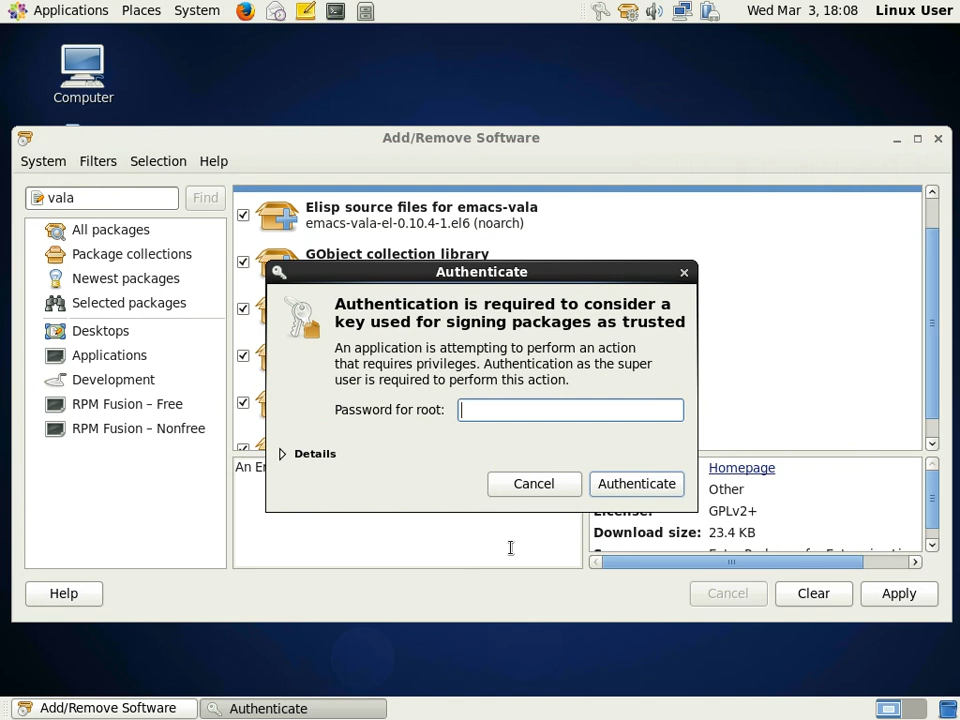 Applications Places System
Wed Mar 3, 18:08 Linux User
Computer
Add/Remove Software
System Filters Selection Help
vala
Find
All packages
Package collections
Newest packages
Selected packages
Desktops
Applications
Development
RPM Fusion – Free
RPM Fusion – Nonfree
Elisp source files for emacs-vala
emacs-vala-el-0.10.4-1.el6 (noarch)
GObject collection library
Authenticate
Authentication is required to consider a
key used for signing packages as trusted
An application is attempting to perform an action
that requires privileges. Authentication as the super
user is required to perform this action.
Password for root:
Details
Cancel Authenticate
An
Homepage
Other
GPLv2+
Download size: 23.4 KB
Help
Cancel Clear Apply
Add/Remove Software
Authenticate